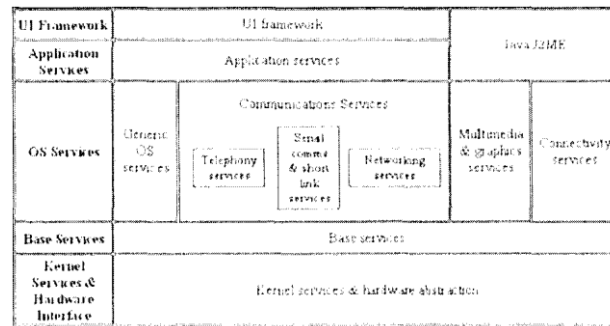 UI Framework
UI framework
Java J2ME
Application
Services
Application services
OS Services
Generic
OS
services
Communications Services
Telephony
services
Serial
comms
& short
link
services
Networking
services
Multimedia
& graphics
services
Connectivity
services
Base Services
Base services
Kernel
Services &
Hardware
Interface
Kernel services & hardware abstraction